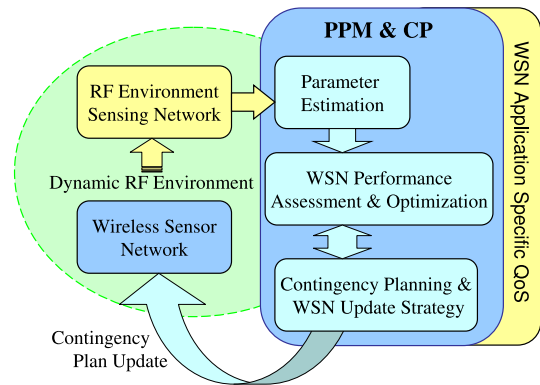 PPM & CP
RF Environment
Sensing Network
Parameter
Estimation
Dynamic RF Environment
WSN Performance
Assessment & Optimization
Wireless Sensor
Network
Contingency Planning &
WSN Update Strategy
Contingency
Plan Update
WSN Application Specific QoS